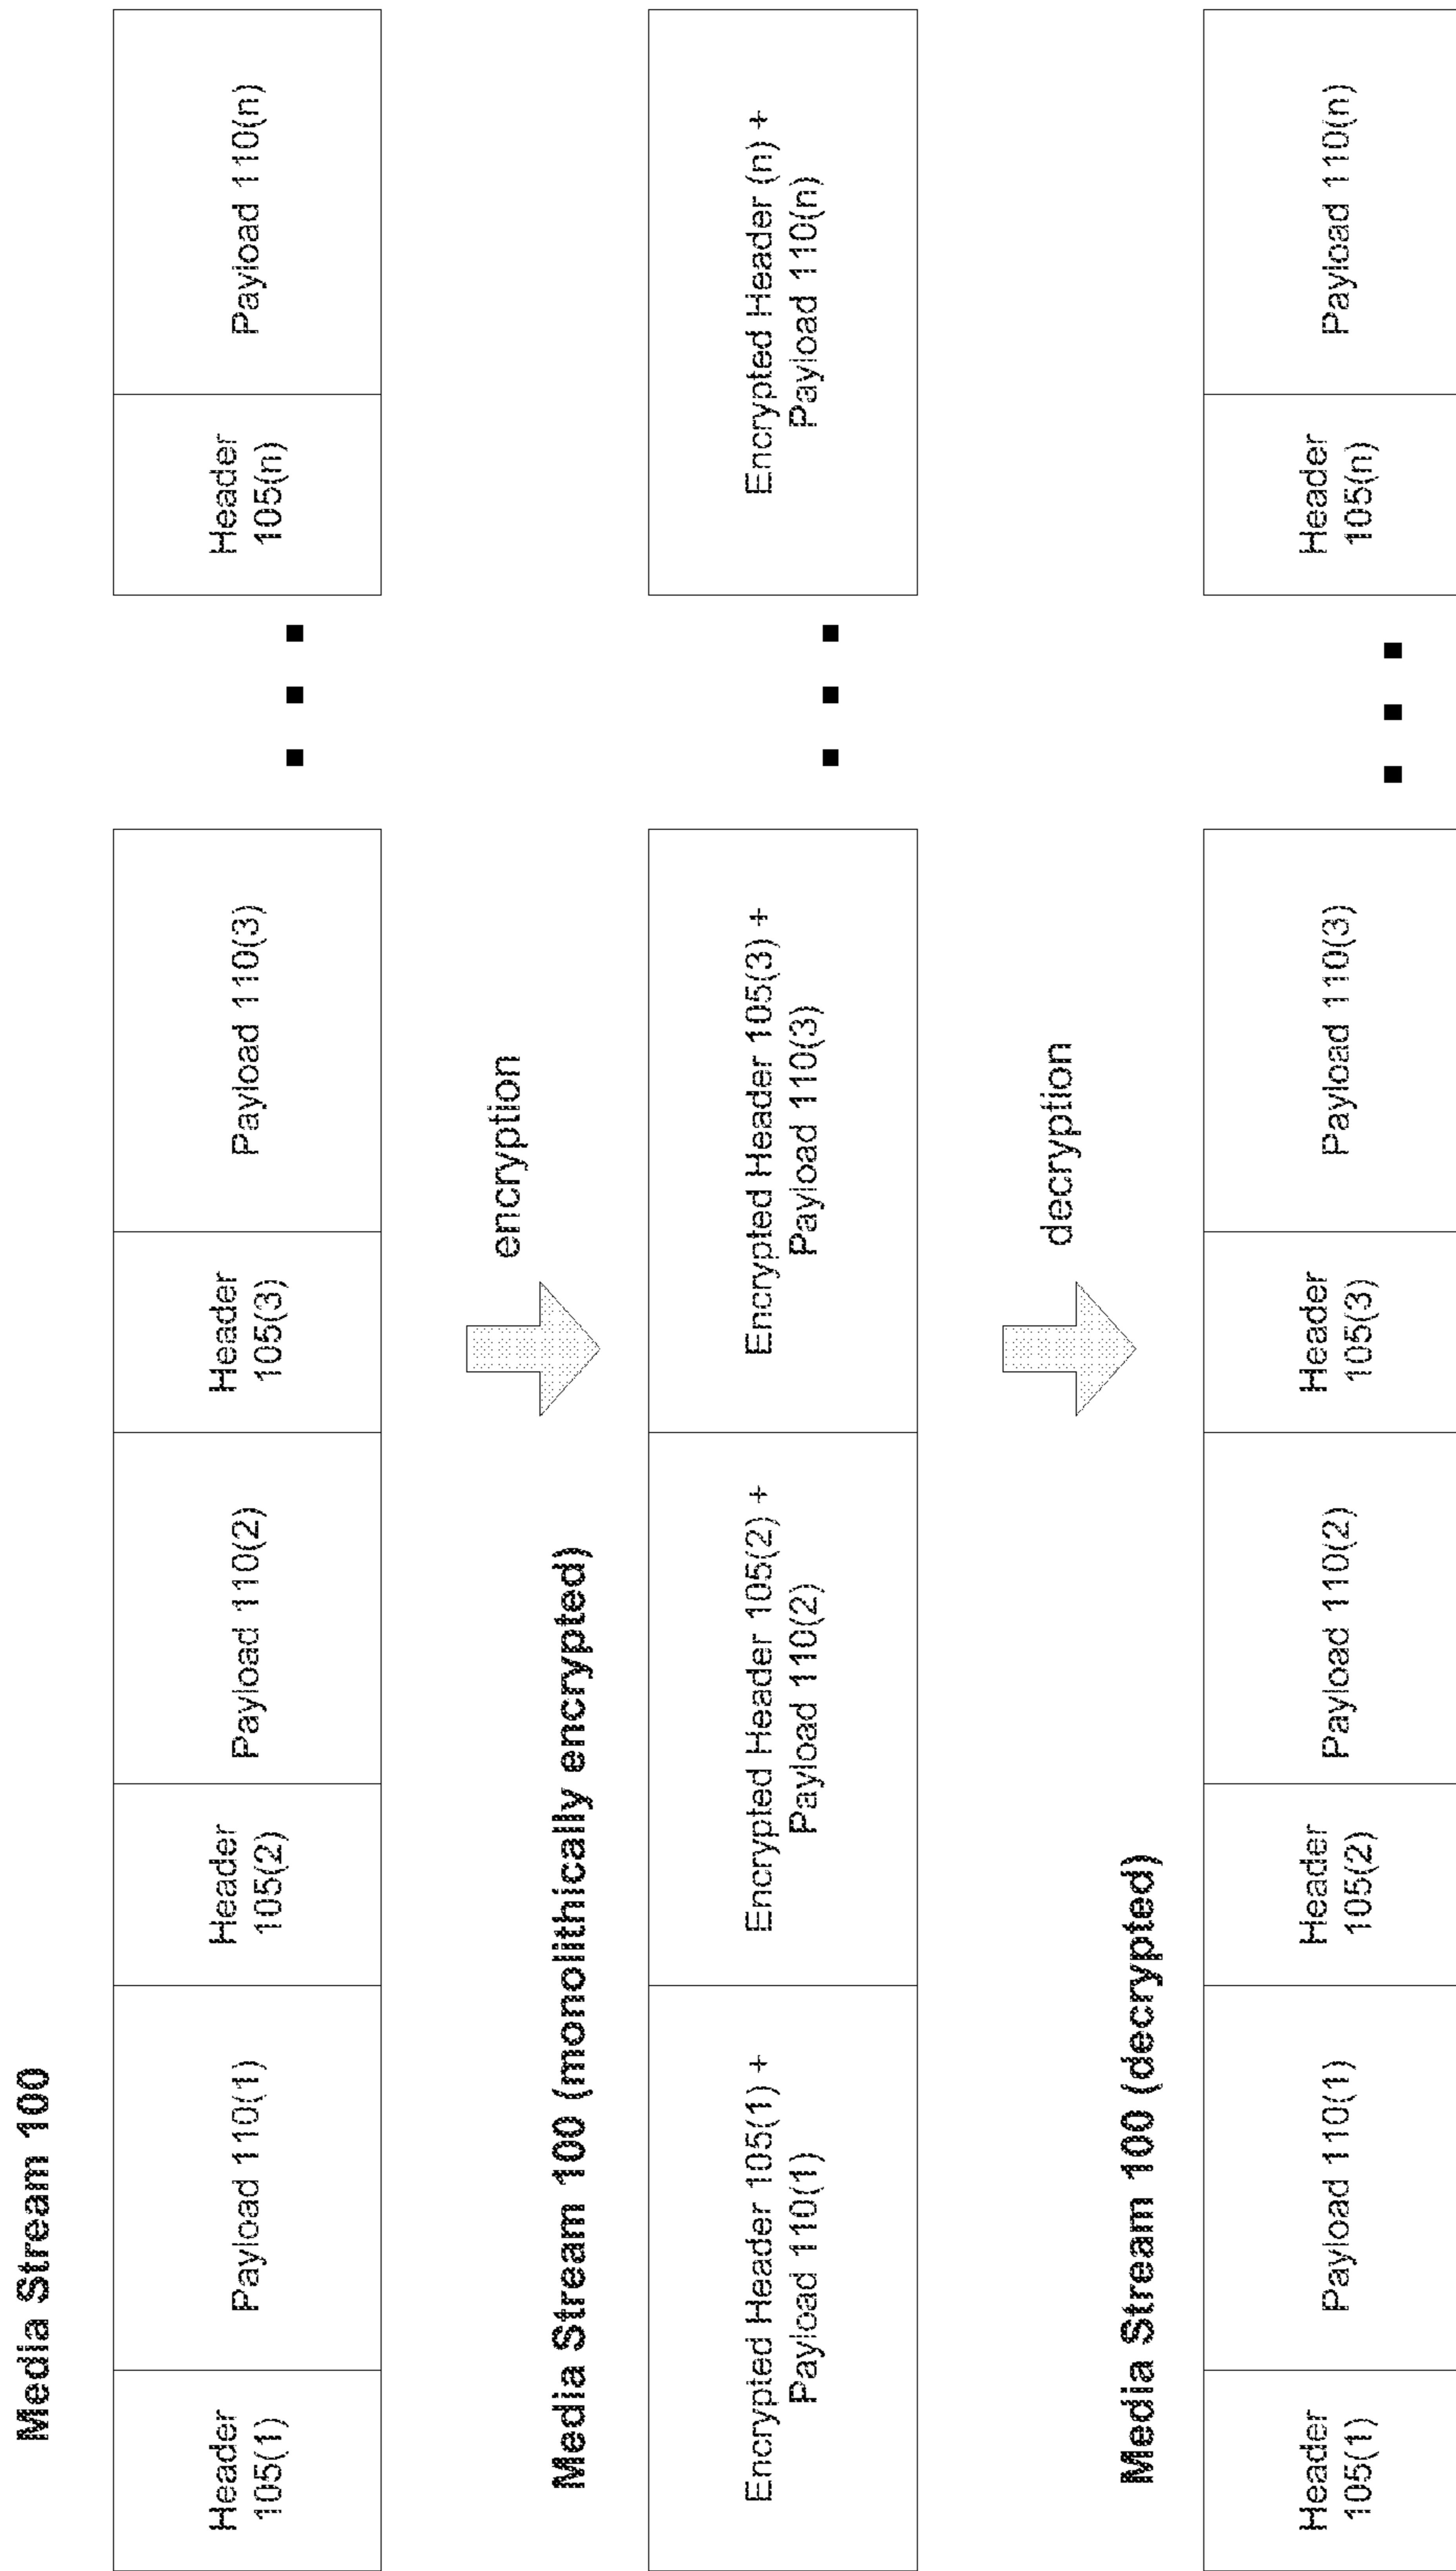 Media Stream 100
Header
105(1)
Payload 110(1)
Header
105(2)
Payload 110(2)
Header
105(3)
Payload 110(3)
Header
105(n)
Payload 110(n)
encryption
Media Stream 100 (monolithically encrypted)
Encrypted Header 105(1) +
Payload 110(1)
Encrypted Header 105(2) +
Payload 110(2)
Encrypted Header 105(3) +
Payload 110(3)
Encrypted Header (n) +
Payload 110(n)
decryption
Media Stream 100 (decrypted)
Header
105(1)
Payload 110(1)
Header
105(2)
Payload 110(2)
Header
105(3)
Payload 110(3)
Header
105(n)
Payload 110(n)